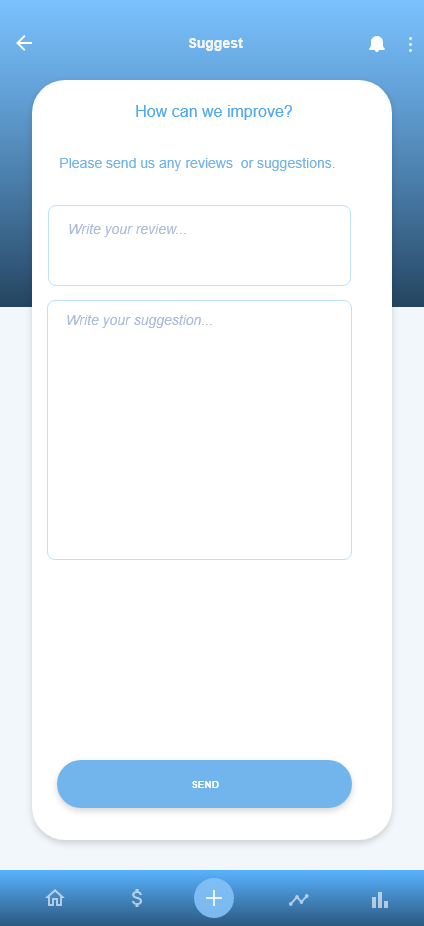 Suggest
How can we improve?
Please send us any reviews  or suggestions.
Write your review...
Write your suggestion...
SEND